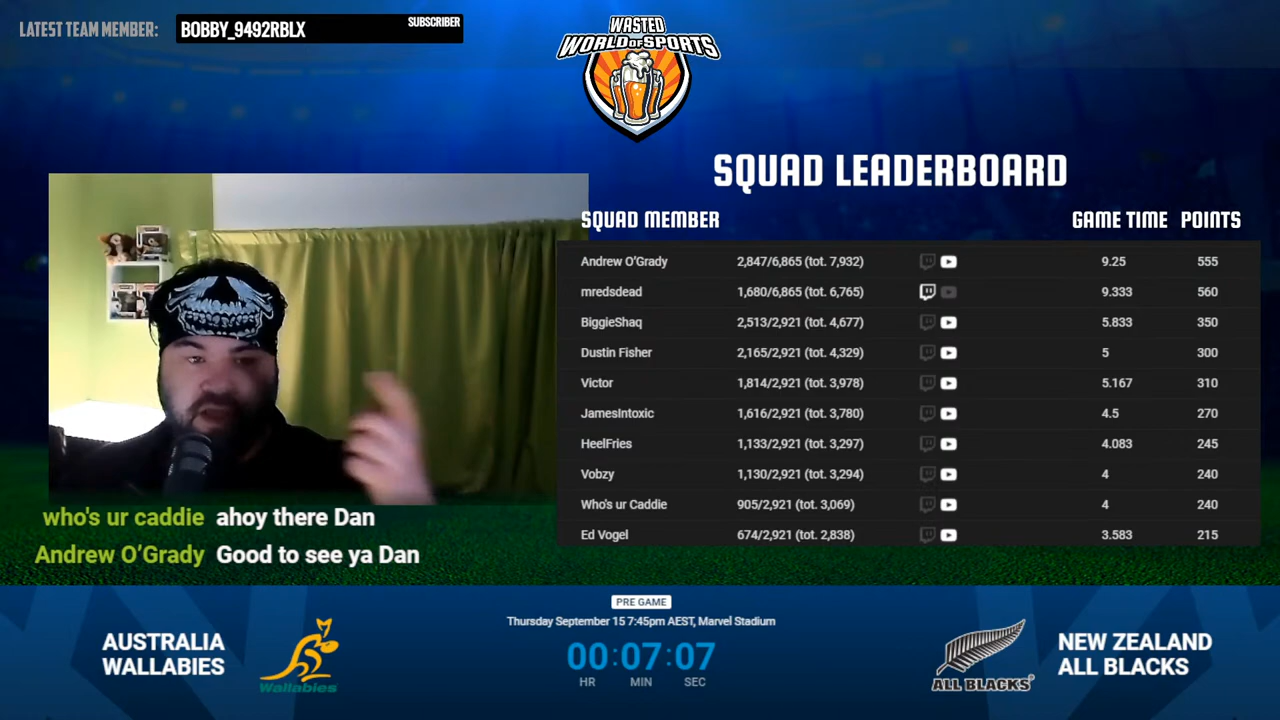 LATEST TEAM MEMBER:
BOBBY_9492RBLX
SUBSCRIBER
WASTED
WORLD OF SPORTS
SQUAD LEADERBOARD
SQUAD MEMBER GAME TIME POINTS
Andrew O'Grady 2,847/6,865 (tot. 7,932) 9.25 555
mredsdead 1,680/6,865 (tot. 6,765) 9.333 560
BiggieShaq 2,513/2,921 (tot. 4,677) 5.833 350
Dustin Fisher 2,165/2,921 (tot. 4,329) 5 300
Victor 1,814/2,921 (tot. 3,978) 5.167 310
JamesIntoxic 1,616/2,921 (tot. 3,780) 4.5 270
HeelFries 1,133/2,921 (tot. 3,297) 4.083 245
Vobzy 1,130/2,921 (tot. 3,294) 4 240
Who's ur Caddie 905/2,921 (tot. 3,069) 4 240
Ed Vogel 674/2,921 (tot. 2,838) 3.583 215
who's ur caddie ahoy there Dan
Andrew O'Grady Good to see ya Dan
PRE GAME
Thursday September 15 7:45pm AEST, Marvel Stadium
00:07:07
HR MIN SEC
AUSTRALIA
WALLABIES
Wallabies
ALL BLACKS
NEW ZEALAND
ALL BLACKS